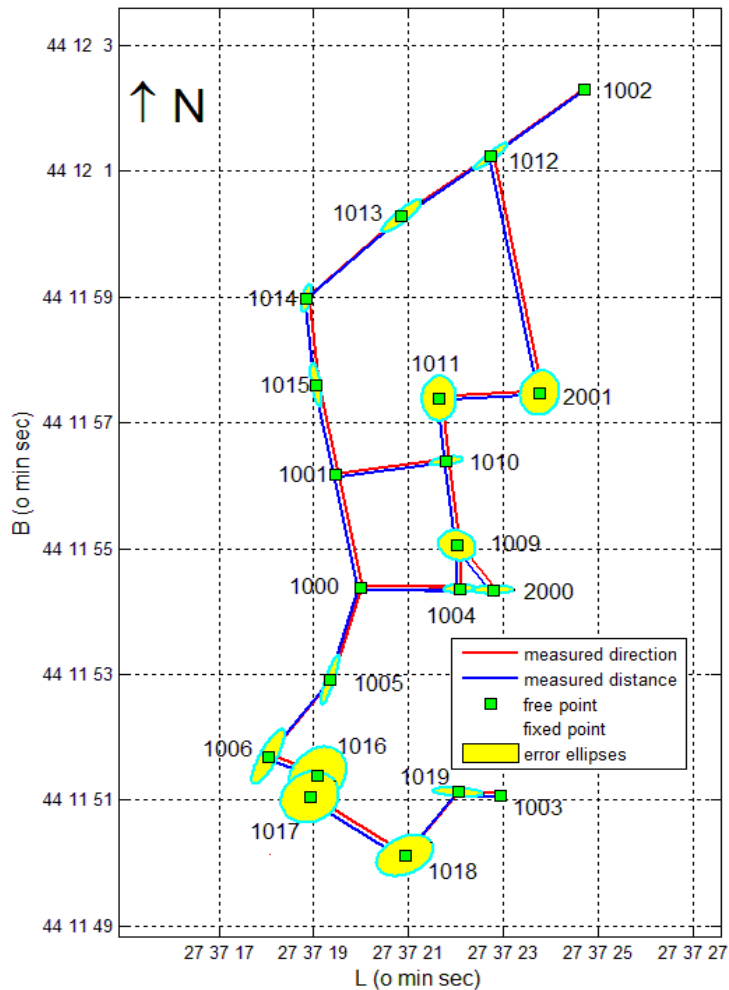 44 12 3
1002
↑ N
1012
44 12 1
1013
44 11 59
1014
1011
1015
2001
44 11 57
1010
1001
1009
44 11 55
1000
1004
2000
44 11 53
1005
measured direction
measured distance
free point
fixed point
error ellipses
1006
1016
1019
44 11 51
1003
1017
1018
44 11 49
B (o min sec)
27 37 17 27 37 19 27 37 21 27 37 23 27 37 25 27 37 27
L (o min sec)